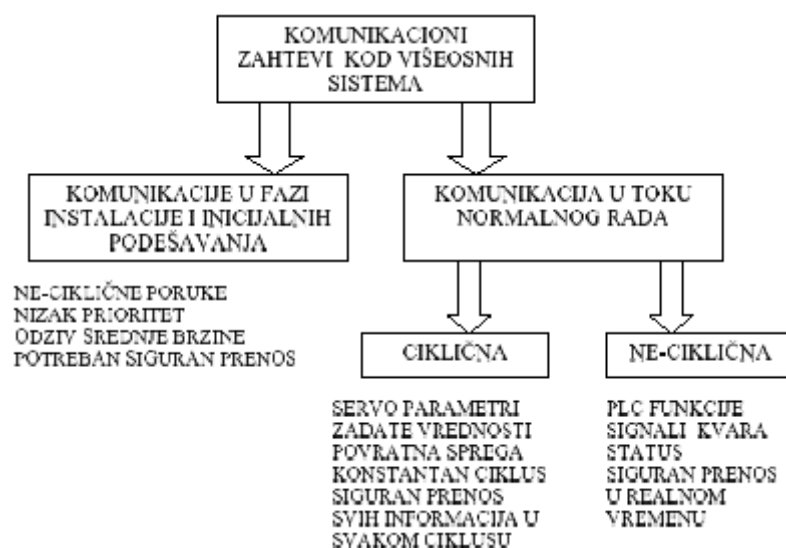 KOMUNIKACIONI
ZAHTEVI KOD VIŠEOSNIH
SISTEMA
KOMUNIKACIJE U FAZI
INSTALACIJE I INICIJALNIH
PODEŠAVANJA
KOMUNIKACIJA U TOKU
NORMALNOG RADA
NE-CIKLIČNE PORUKE
NIZAK PRIORITET
ODZIV SREDNJE BRZINE
POTREBAN SIGURAN PRENOS
CIKLIČNA
NE-CIKLIČNA
SERVO PARAMETRI
ZADATE VREDNOSTI
POVRATNA SPREGA
KONSTANTAN CIKLUS
SIGURAN PRENOS
SVIH INFORMACIJA U
SVAKOM CIKLUSU
PLC FUNKCIJE
SIGNALI KVARA
STATUS
SIGURAN PRENOS
U REALNOM
VREMENU